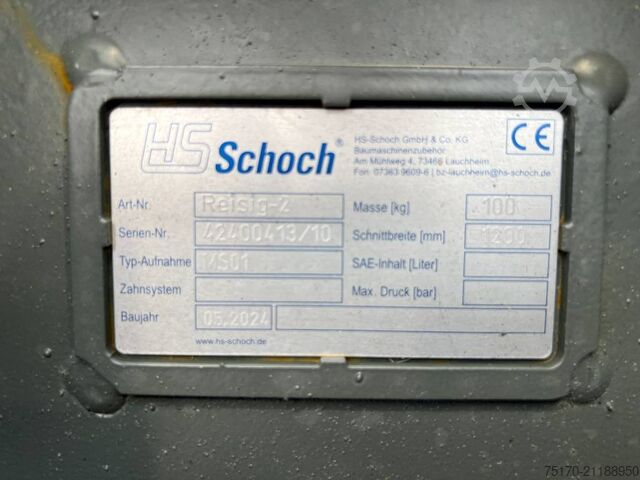 HS Schoch®
HS-Schoch GmbH & Co. KG
Baumaschinenzubehör
Am Mühlweg 4, 73466 Lauchheim
Fon: 07363 9609-6 | bz-lauchheim@hs-schoch.de
CE
Art-Nr. Reisig-2 Masse [kg] 100
Serien-Nr. 42400413/10 Schnittbreite [mm] 1200
Typ-Aufnahme MS01 SAE-Inhalt [Liter]
Zahnsystem Max. Druck [bar]
Baujahr 05.2024
www.hs-schoch.de
75170-21188950